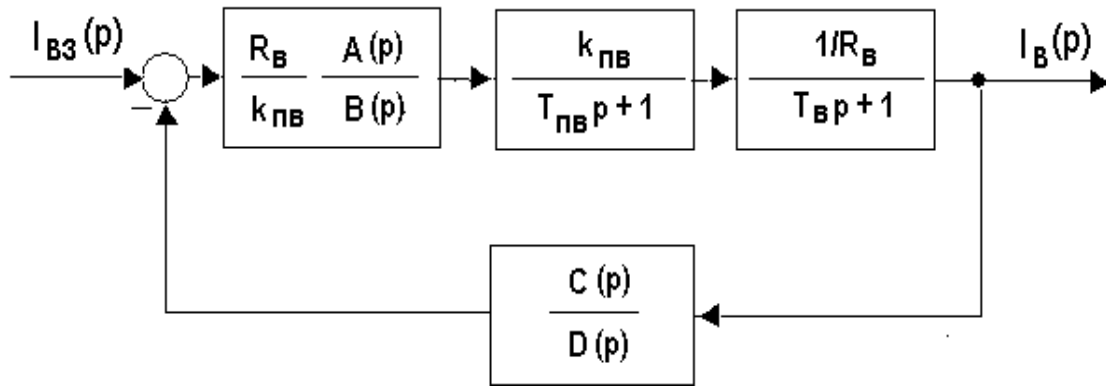 I_ВЗ(p)
R_В A(p)
k_ПВ B(p)
k_ПВ
T_ПВ p + 1
1/R_В
T_В p + 1
I_В(p)
−
C(p)
D(p)